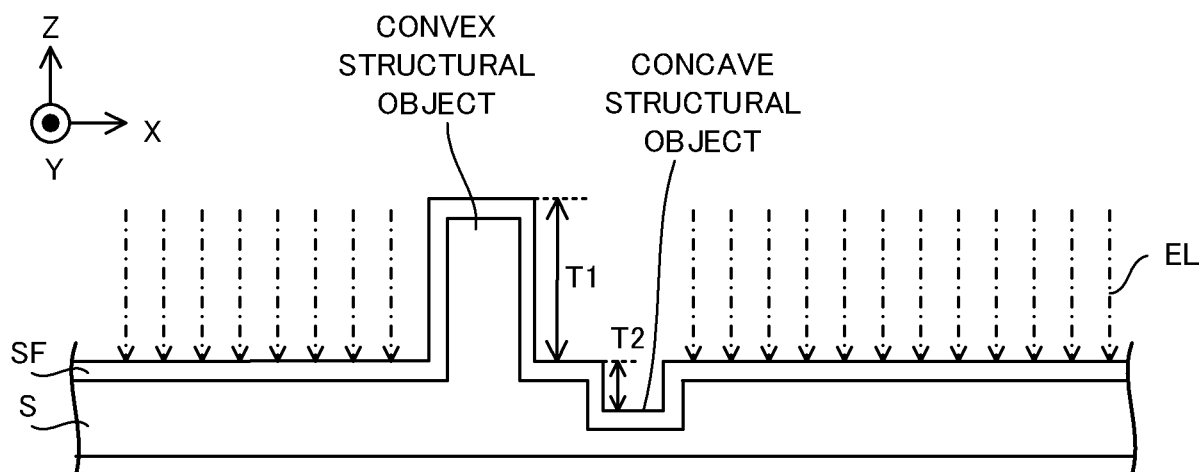 Z
X
Y
CONVEX
STRUCTURAL
OBJECT
CONCAVE
STRUCTURAL
OBJECT
T1
EL
T2
SF
S